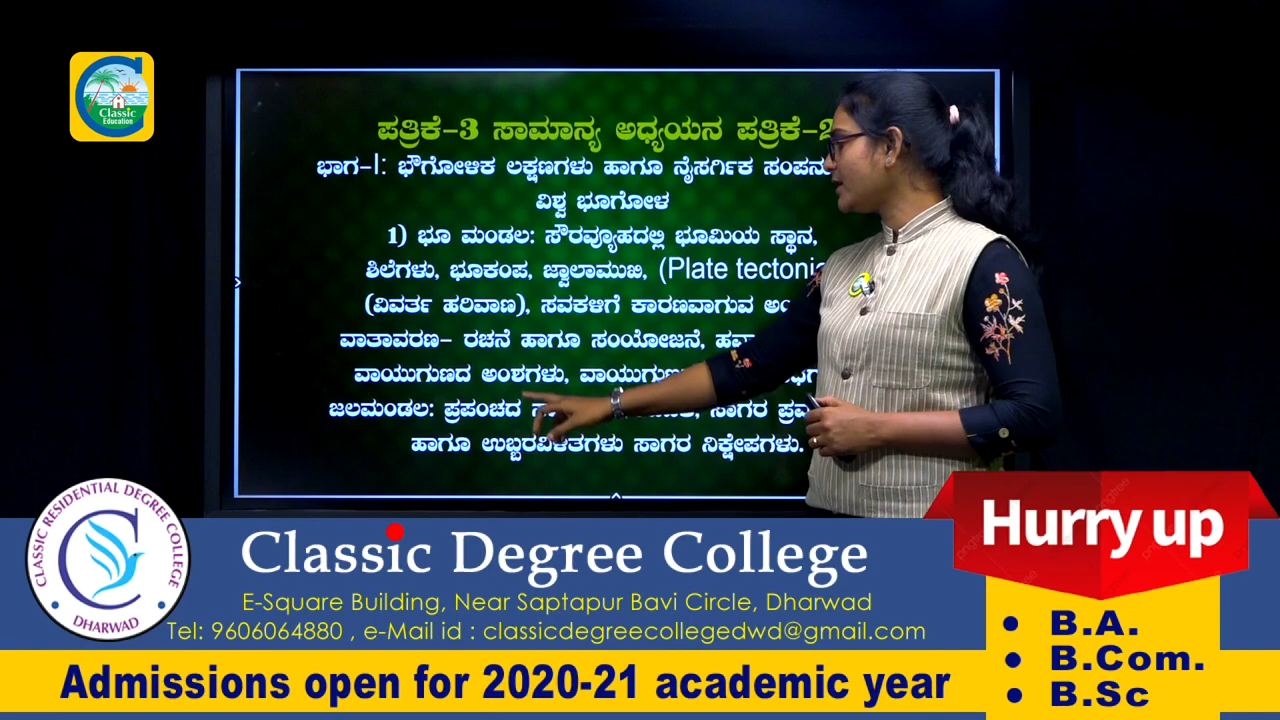 Classic
Education
ಪತ್ರಿಕೆ-3 ಸಾಮಾನ್ಯ ಅಧ್ಯಯನ ಪತ್ರಿಕೆ-2
ಭಾಗ-I: ಭೌಗೋಳಿಕ ಲಕ್ಷಣಗಳು ಹಾಗೂ ನೈಸರ್ಗಿಕ
ವಿಶ್ವ ಭೂಗೋಳ
1) ಭೂ ಮಂಡಲ: ಸೌರವ್ಯೂಹದಲ್ಲಿ ಭೂಮಿಯ ಸ್ಥಾನ,
ಶಿಲೆಗಳು, ಭೂಕಂಪ, ಜ್ವಾಲಾಮುಖಿ, (Plate
(ವಿವರ್ತ ಹರಿವಾಣ), ಸವಕಳಿಗೆ ಕಾರಣವಾಗುವ
ವಾತಾವರಣ- ರಚನೆ ಹಾಗೂ ಸಂಯೋಜನೆ,
ವಾಯುಗುಣದ ಅಂಶಗಳು,
ಜಲಮಂಡಲ: ಪ್ರಪಂಚದ ಸಾಗರ
ಹಾಗೂ ಉಬ್ಬರವಿಳಿತಗಳು ಸಾಗರ ನಿಕ್ಷೇಪಗಳು.
CLASSIC RESIDENTIAL DEGREE COLLEGE
DHARWAD
Classic Degree College
E-Square Building, Near Saptapur Bavi Circle, Dharwad
Tel: 9606064880 , e-Mail id : classicdegreecollegedwd@gmail.com
Admissions open for 2020-21 academic year
Hurry up
• B.A.
• B.Com.
• B.Sc